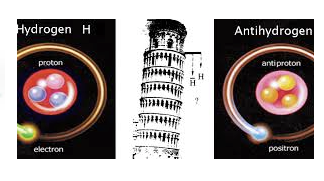 Hydrogen H
proton
electron
H
H̅
?
Antihydrogen
antiproton
positron